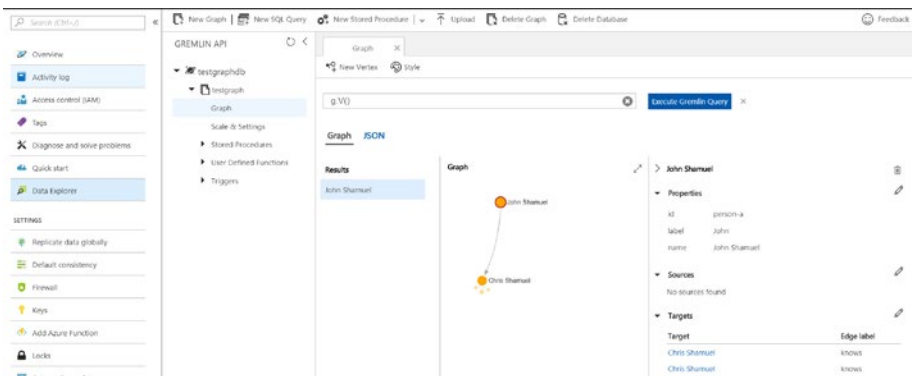 Search (Ctrl+/)
Overview
Activity log
Access control (IAM)
Tags
Diagnose and solve problems
Quick start
Data Explorer
SETTINGS
Replicate data globally
Default consistency
Firewall
Keys
Add Azure Function
Locks
New Graph
New SQL Query
New Stored Procedure
Upload
Delete Graph
Delete Database
Feedback
GREMLIN API
testgraphdb
testgraph
Graph
Scale & Settings
Stored Procedures
User Defined Functions
Triggers
Graph
New Vertex
Style
g.V()
Execute Gremlin Query
Graph JSON
Results
John Shamuel
Graph
John Shamuel
Chris Shamuel
John Shamuel
Properties
id person-a
label John
name John Shamuel
Sources
No sources found
Targets
Target Edge label
Chris Shamuel knows
Chris Shamuel knows